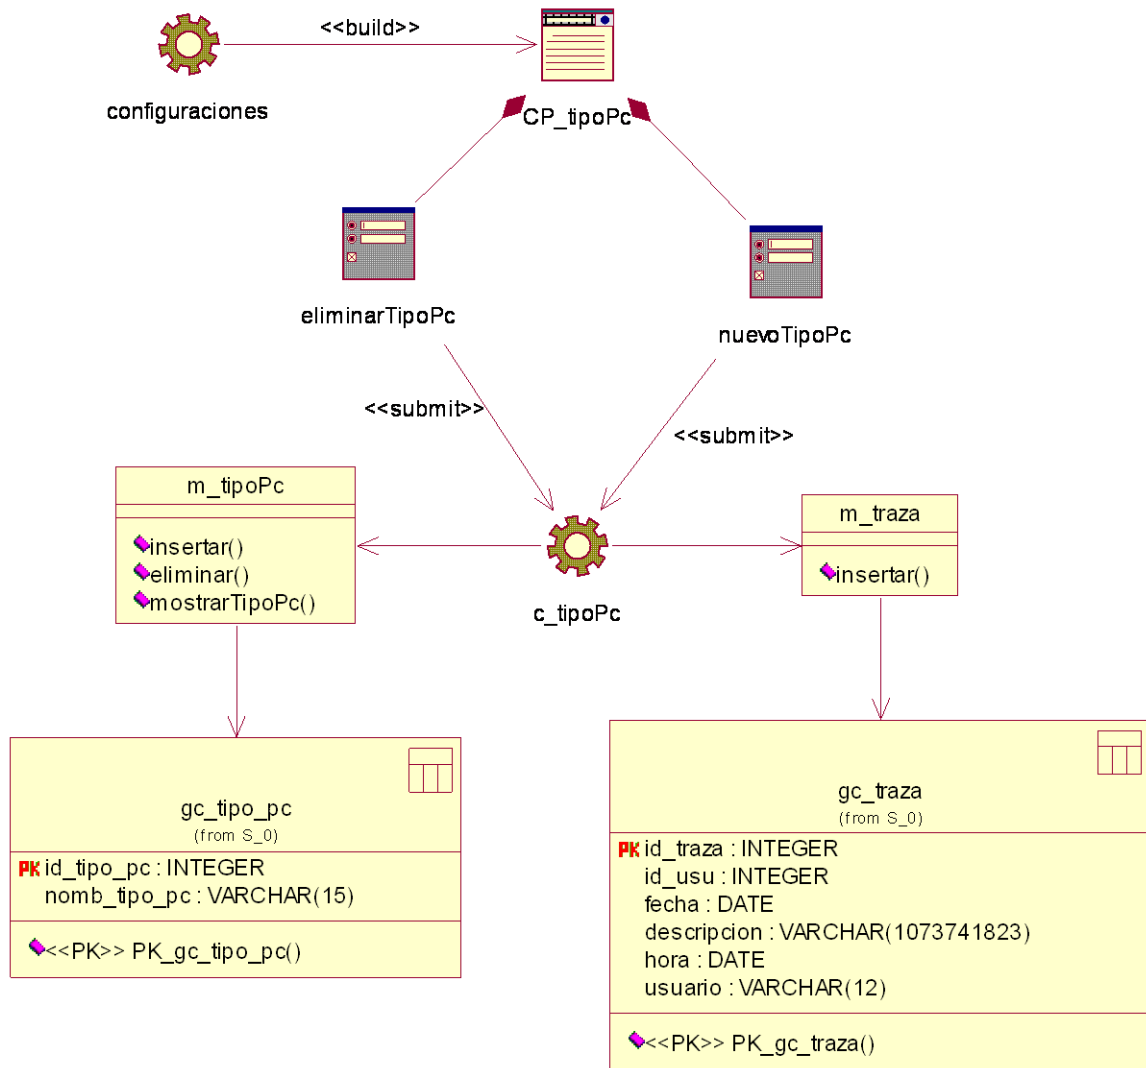 <<build>>
configuraciones
CP_tipoPc
eliminarTipoPc
nuevoTipoPc
<<submit>>
<<submit>>
m_tipoPc
insertar()
eliminar()
mostrarTipoPc()
c_tipoPc
m_traza
insertar()
gc_tipo_pc
(from S_0)
PK id_tipo_pc : INTEGER
nomb_tipo_pc : VARCHAR(15)
<<PK>> PK_gc_tipo_pc()
gc_traza
(from S_0)
PK id_traza : INTEGER
id_usu : INTEGER
fecha : DATE
descripcion : VARCHAR(1073741823)
hora : DATE
usuario : VARCHAR(12)
<<PK>> PK_gc_traza()